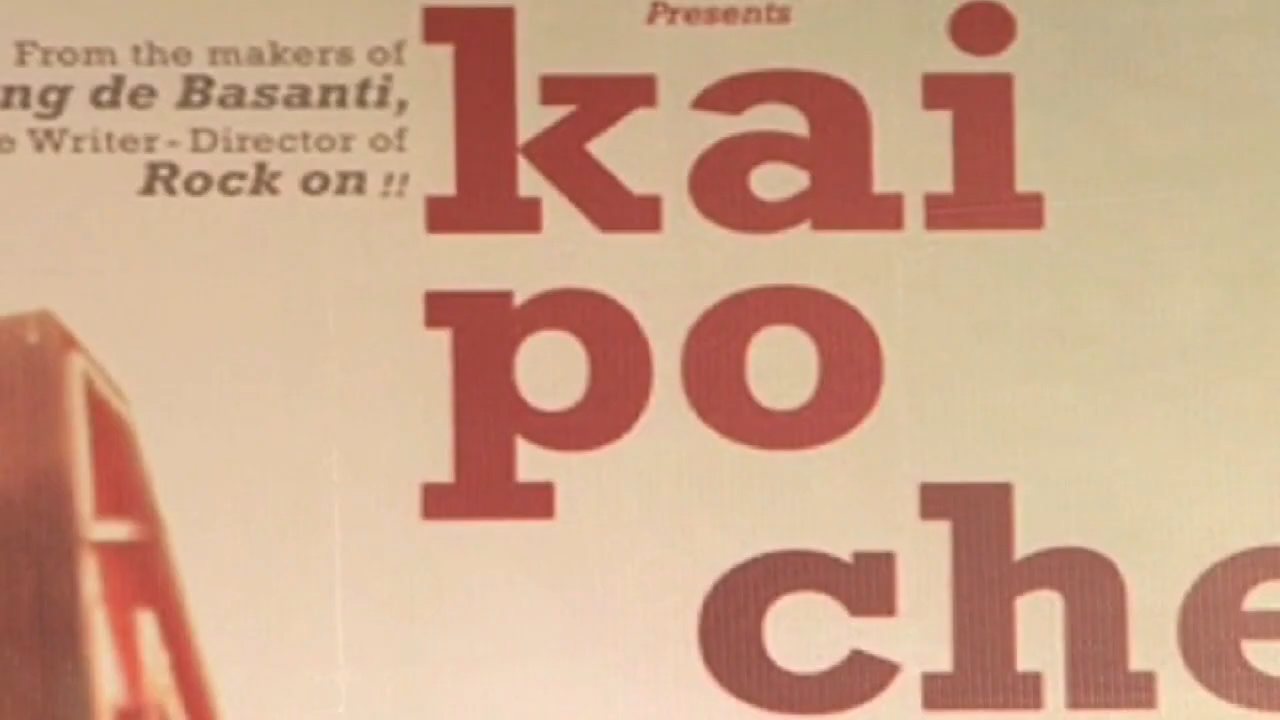 Presents
From the makers of
ng de Basanti,
e Writer-Director of
Rock on !!
kai
po
che